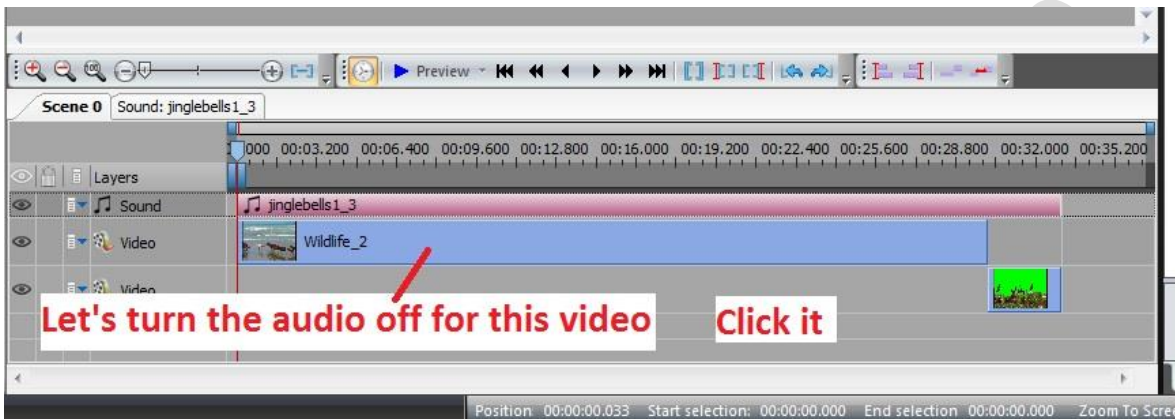 Preview
Scene 0 Sound: jinglebells1_3
000 00:03.200 00:06.400 00:09.600 00:12.800 00:16.000 00:19.200 00:22.400 00:25.600 00:28.800 00:32.000 00:35.200
Layers
Sound jinglebells1_3
Video Wildlife_2
Video
Let's turn the audio off for this video Click it
Position 00:00:00.033 Start selection: 00:00:00.000 End selection 00:00:00.000 Zoom To